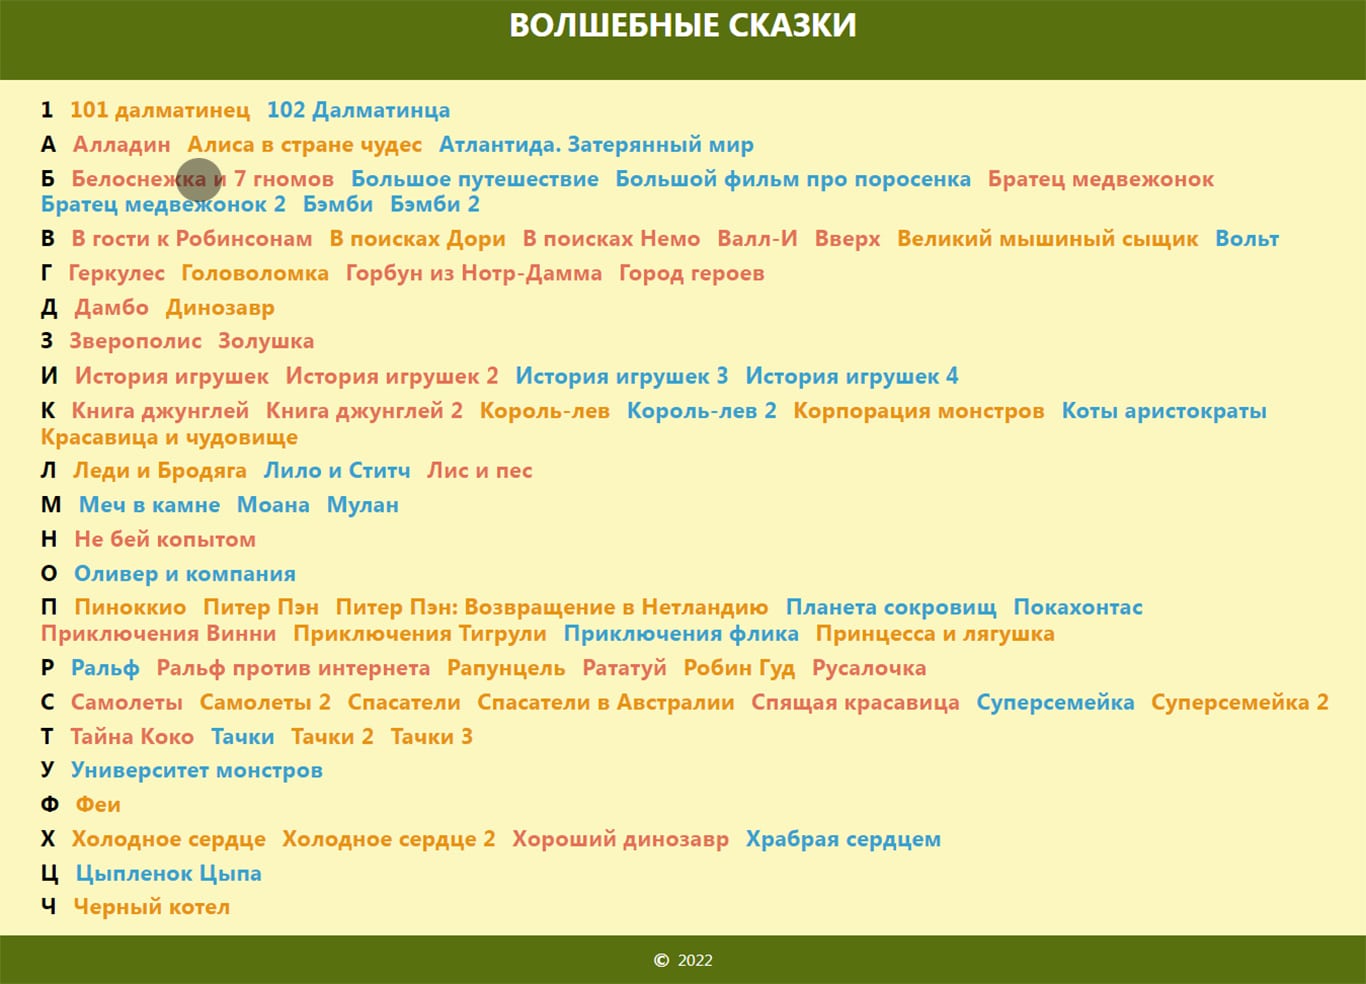 ВОЛШЕБНЫЕ СКАЗКИ
1 101 далматинец 102 Далматинца
А Алладин Алиса в стране чудес Атлантида. Затерянный мир
Б Белоснежка и 7 гномов Большое путешествие Большой фильм про поросенка Братец медвежонок
Братец медвежонок 2 Бэмби Бэмби 2
В В гости к Робинсонам В поисках Дори В поисках Немо Валл-И Вверх Великий мышиный сыщик Вольт
Г Геркулес Головоломка Горбун из Нотр-Дамма Город героев
Д Дамбо Динозавр
З Зверополис Золушка
И История игрушек История игрушек 2 История игрушек 3 История игрушек 4
К Книга джунглей Книга джунглей 2 Король-лев Король-лев 2 Корпорация монстров Коты аристократы
Красавица и чудовище
Л Леди и Бродяга Лило и Ститч Лис и пес
М Меч в камне Моана Мулан
Н Не бей копытом
О Оливер и компания
П Пиноккио Питер Пэн Питер Пэн: Возвращение в Нетландию Планета сокровищ Покахонтас
Приключения Винни Приключения Тигрули Приключения флика Принцесса и лягушка
Р Ральф Ральф против интернета Рапунцель Рататуй Робин Гуд Русалочка
С Самолеты Самолеты 2 Спасатели Спасатели в Австралии Спящая красавица Суперсемейка Суперсемейка 2
Т Тайна Коко Тачки Тачки 2 Тачки 3
У Университет монстров
Ф Феи
Х Холодное сердце Холодное сердце 2 Хороший динозавр Храбрая сердцем
Ц Цыпленок Цыпа
Ч Черный котел
© 2022